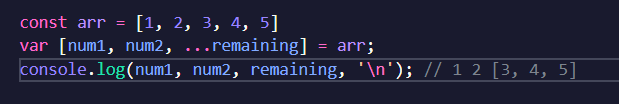 const arr = [1, 2, 3, 4, 5]
var [num1, num2, ...remaining] = arr;
console.log(num1, num2, remaining, '\n'); // 1 2 [3, 4, 5]